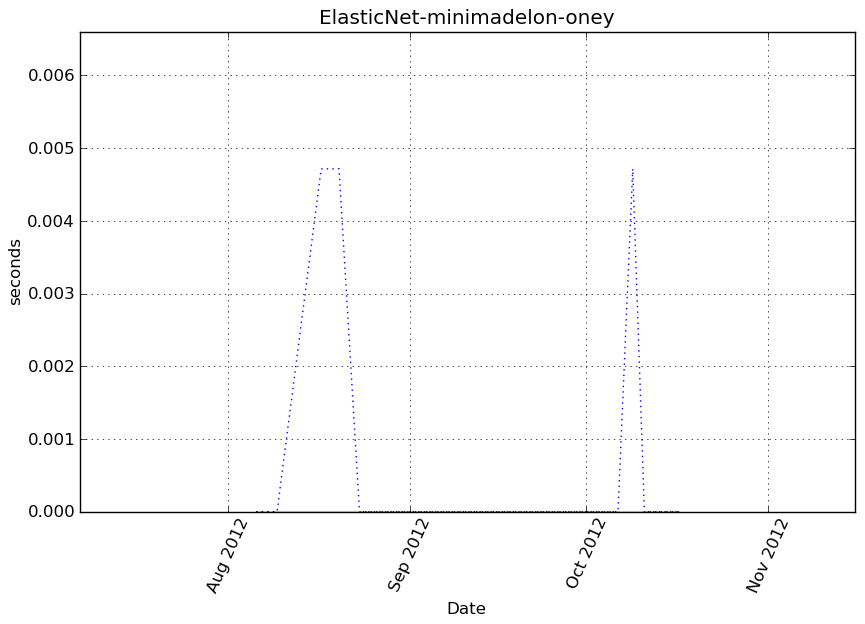 ElasticNet-minimadelon-oney
0.006
0.005
0.004
0.003
0.002
0.001
0.000
seconds
Aug 2012
Sep 2012
Oct 2012
Nov 2012
Date